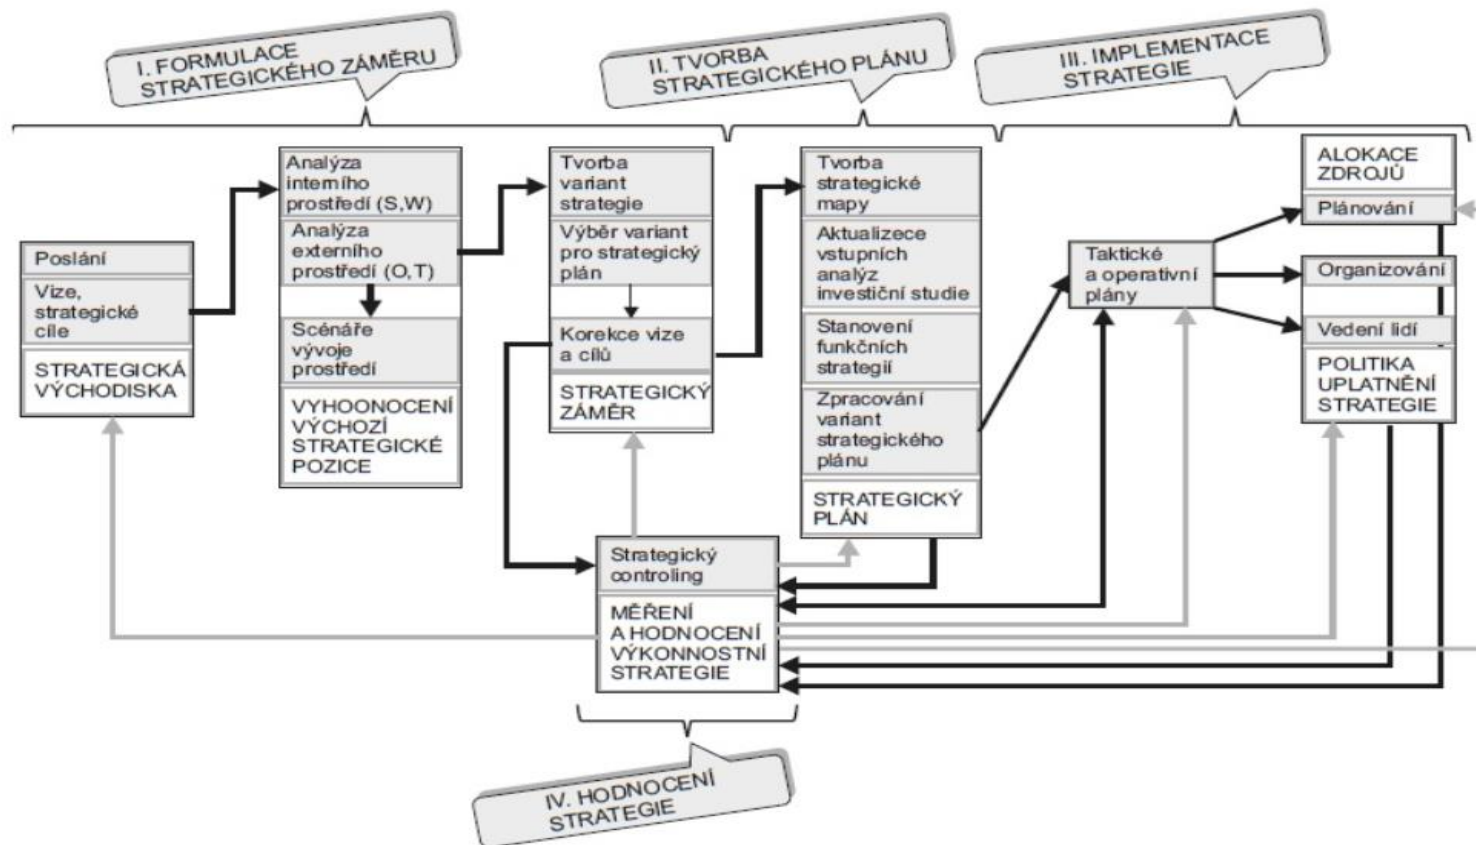 I. FORMULACE
STRATEGICKÉHO ZÁMĚRU
II. TVORBA
STRATEGICKÉHO PLÁNU
III. IMPLEMENTACE
STRATEGIE
Poslání
Vize,
strategické
cíle
STRATEGICKÁ
VÝCHODISKA
Analýza
interního
prostředí (S,W)
Analýza
externího
prostředí (O,T)
Scénáře
vývoje
prostředí
VYHOONOCENÍ
VÝCHOZÍ
STRATEGICKÉ
POZICE
Tvorba
variant
strategie
Výběr variant
pro strategický
plán
Korekce vize
a cílů
STRATEGICKÝ
ZÁMĚR
Tvorba
strategické
mapy
Aktualizece
vstupních
analýz
investiční studie
Stanovení
funkčních
strategií
Zpracování
variant
strategického
plánu
STRATEGICKÝ
PLÁN
Taktické
a operativní
plány
ALOKACE
ZDROJŮ
Plánování
Organizování
Vedení lidí
POLITIKA
UPLATNĚNÍ
STRATEGIE
Strategický
controling
MĚŘENÍ
A HODNOCENÍ
VÝKONNOSTNÍ
STRATEGIE
IV. HODNOCENÍ
STRATEGIE